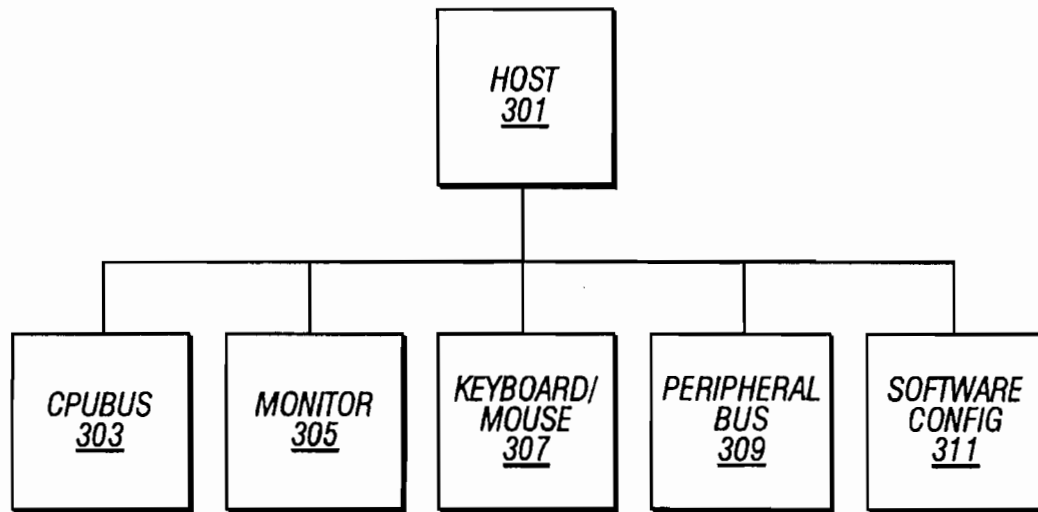 HOST
301
CPUBUS
303
MONITOR
305
KEYBOARD/
MOUSE
307
PERIPHERAL
BUS
309
SOFTWARE
CONFIG
311